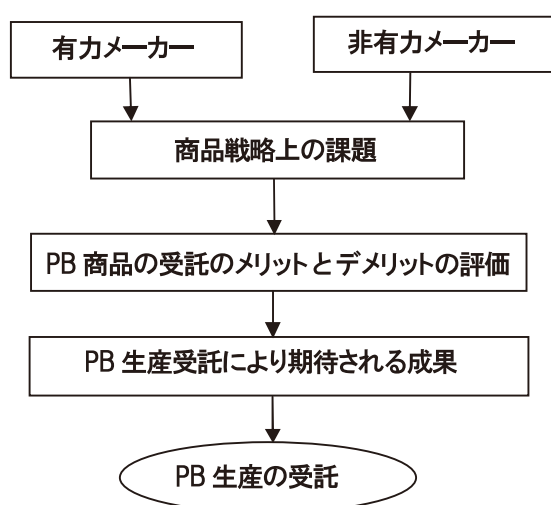 有力メーカー
非有力メーカー
商品戦略上の課題
PB 商品の受託のメリットとデメリットの評価
PB 生産受託により期待される成果
PB 生産の受託